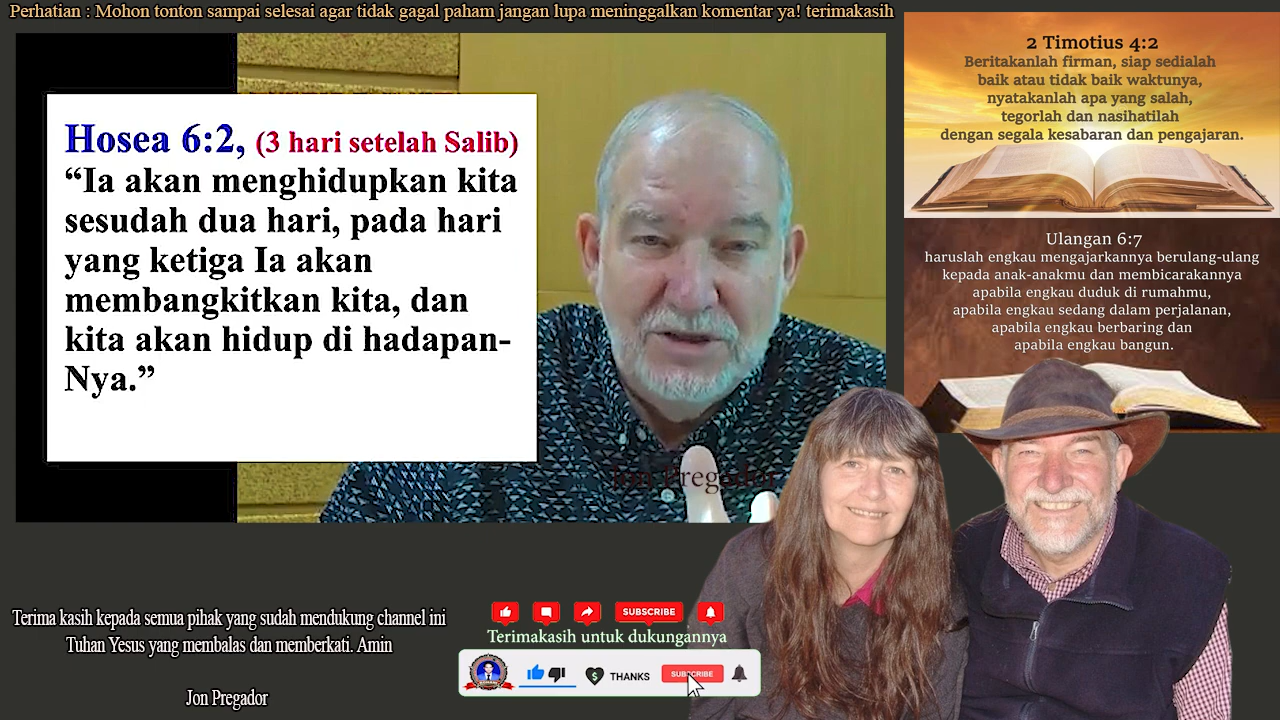 Perhatian : Mohon tonton sampai selesai agar tidak gagal paham jangan lupa meninggalkan komentar ya! terimakasih
Hosea 6:2, (3 hari setelah Salib)
“Ia akan menghidupkan kita
sesudah dua hari, pada hari
yang ketiga Ia akan
membangkitkan kita, dan
kita akan hidup di hadapan-
Nya.”
Jon Pregador
2 Timotius 4:2
Beritakanlah firman, siap sedialah
baik atau tidak baik waktunya,
nyatakanlah apa yang salah,
tegorlah dan nasihatilah
dengan segala kesabaran dan pengajaran.
Ulangan 6:7
haruslah engkau mengajarkannya berulang-ulang
kepada anak-anakmu dan membicarakannya
apabila engkau duduk di rumahmu,
apabila engkau sedang dalam perjalanan,
apabila engkau berbaring dan
apabila engkau bangun.
Terima kasih kepada semua pihak yang sudah mendukung channel ini
Tuhan Yesus yang membalas dan memberkati. Amin
Jon Pregador
SUBSCRIBE
Terimakasih untuk dukungannya
THANKS
SUBSCRIBE